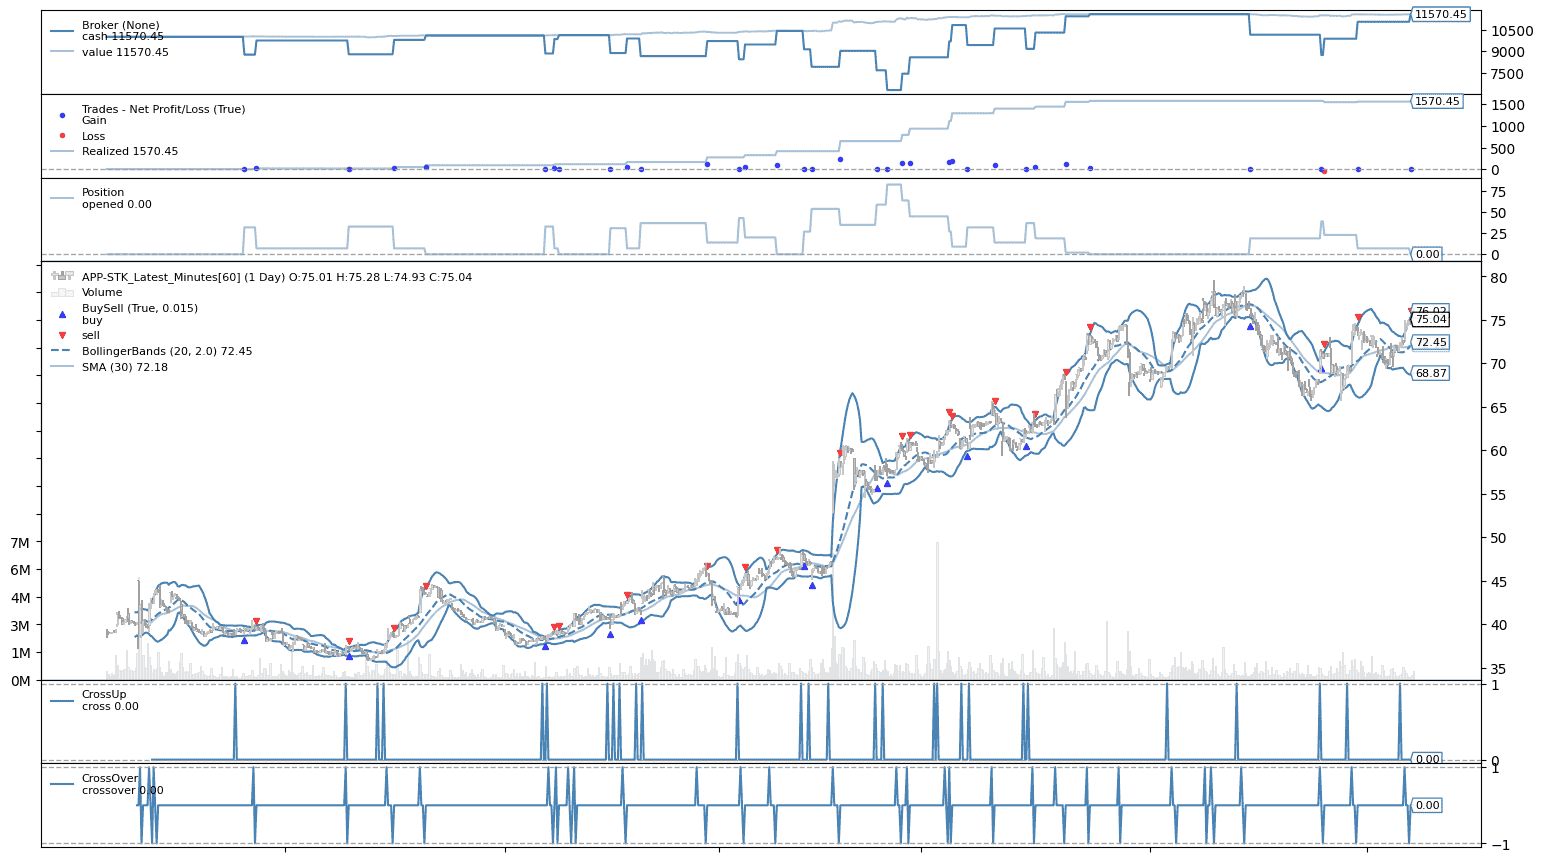 Broker (None)
cash 11570.45
value 11570.45
11570.45
10500
9000
7500
Trades - Net Profit/Loss (True)
Gain
Loss
Realized 1570.45
1570.45
1500
1000
500
0
Position
opened 0.00
75
50
25
0
0.00
APP-STK_Latest_Minutes[60] (1 Day) O:75.01 H:75.28 L:74.93 C:75.04
Volume
BuySell (True, 0.015)
buy
sell
BollingerBands (20, 2.0) 72.45
SMA (30) 72.18
80
76.02
75.04
75
72.45
70
68.87
65
60
55
50
45
40
35
7M
6M
4M
3M
1M
0M
CrossUp
cross 0.00
1
0
0.00
CrossOver
crossover 0.00
1
0.00
−1